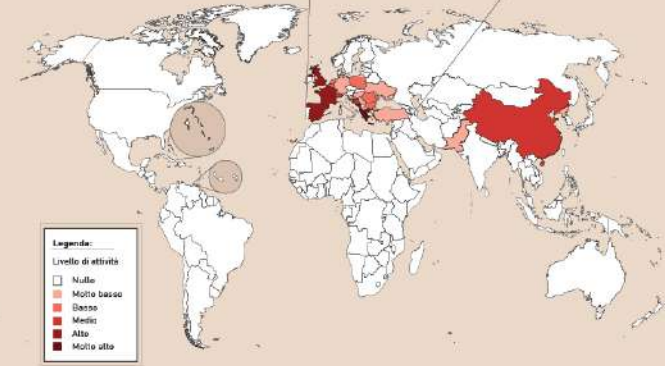 Legenda:
Livello di attività
Nullo
Molto basso
Basso
Medio
Alto
Molto alto